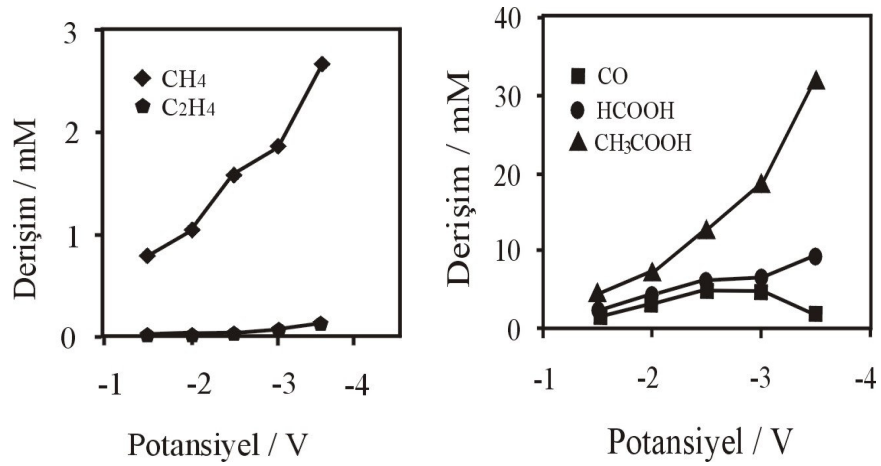 3
2
1
0
CH4
C2H4
Derişim / mM
-1
-2
-3
-4
Potansiyel / V
40
30
20
10
0
CO
HCOOH
CH3COOH
Derişim / mM
-1
-2
-3
-4
Potansiyel / V